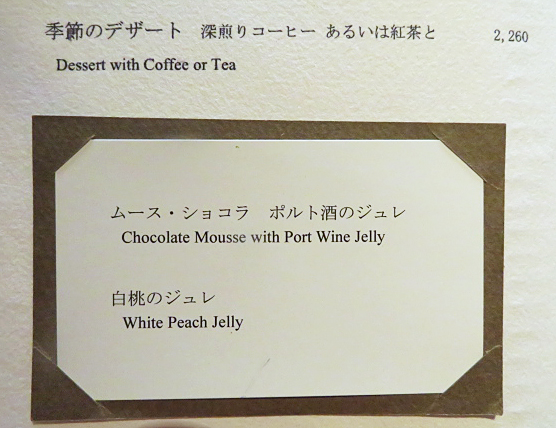 季節のデザート 深煎りコーヒー あるいは紅茶と 2,260
Dessert with Coffee or Tea
ムース・ショコラ ポルト酒のジュレ
Chocolate Mousse with Port Wine Jelly
白桃のジュレ
White Peach Jelly